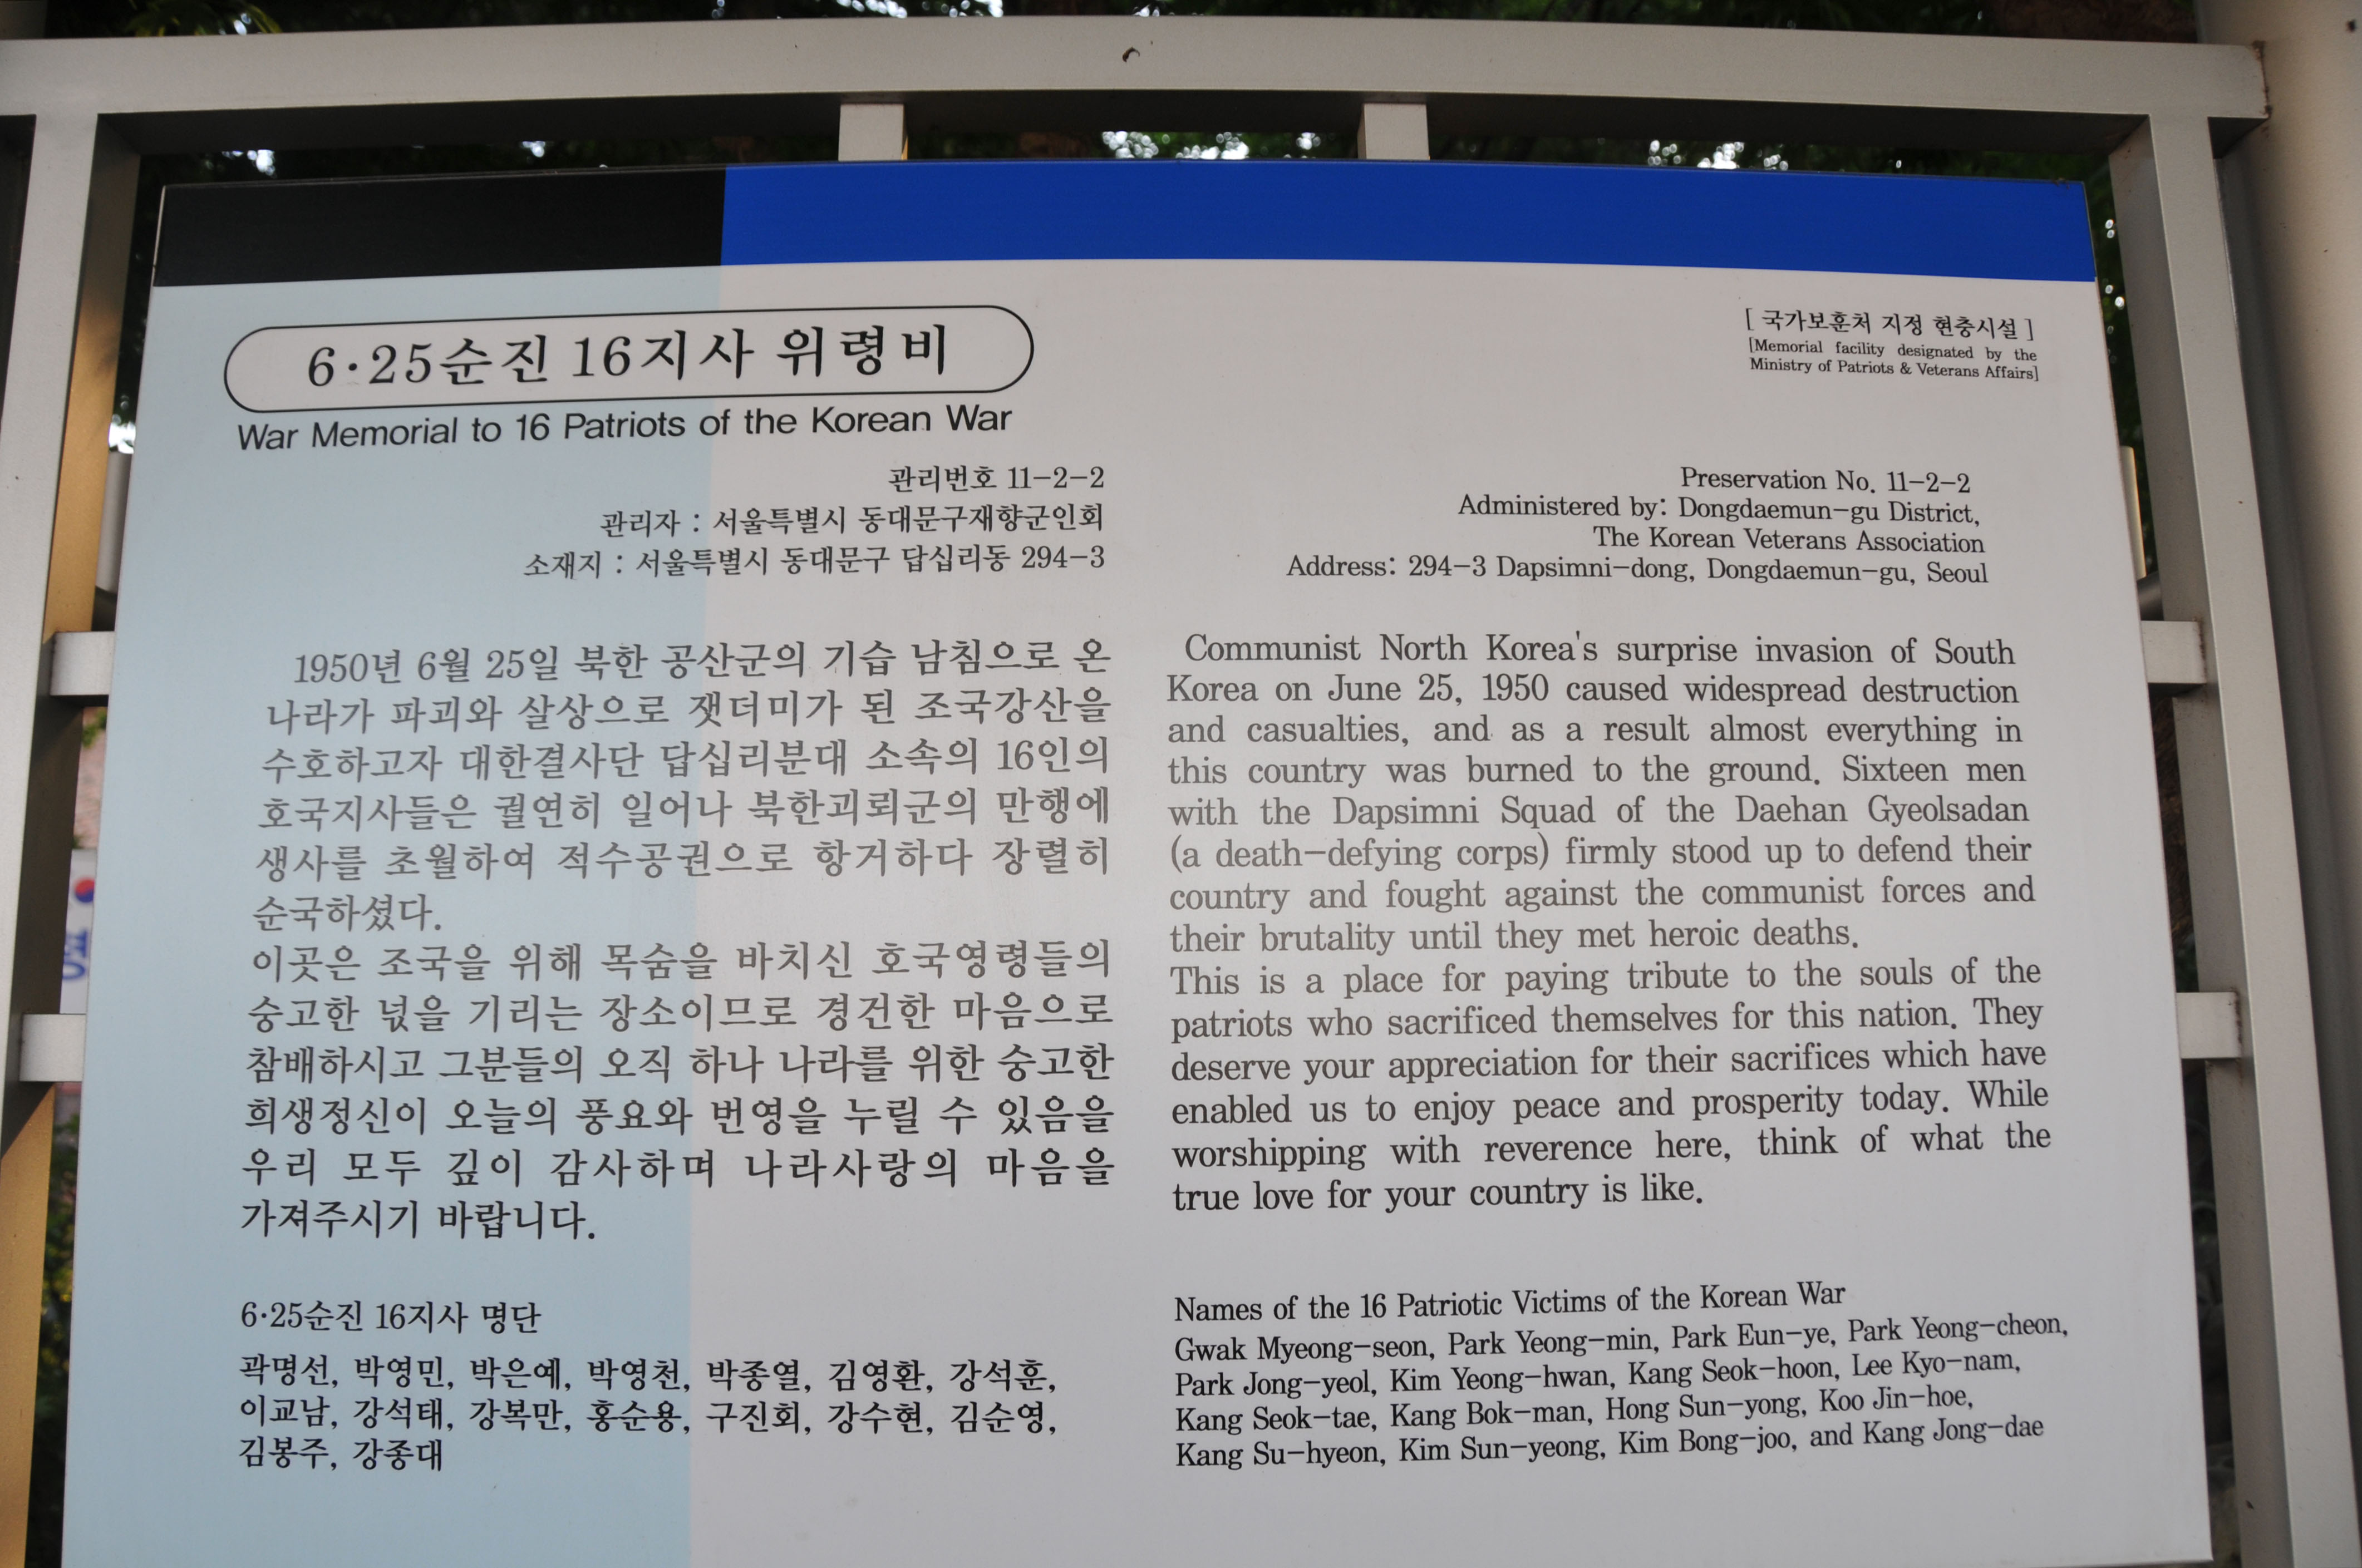 6·25순진 16지사 위령비
War Memorial to 16 Patriots of the Korean War
[ 국가보훈처 지정 현충시설 ]
[Memorial facility designated by the
Ministry of Patriots & Veterans Affairs]
관리번호 11-2-2
관리자 : 서울특별시 동대문구재향군인회
소재지 : 서울특별시 동대문구 답십리동 294-3
1950년 6월 25일 북한 공산군의 기습 남침으로 온
나라가 파괴와 살상으로 잿더미가 된 조국강산을
수호하고자 대한결사단 답십리분대 소속의 16인의
호국지사들은 궐연히 일어나 북한괴뢰군의 만행에
생사를 초월하여 적수공권으로 항거하다 장렬히
순국하셨다.
이곳은 조국을 위해 목숨을 바치신 호국영령들의
숭고한 넋을 기리는 장소이므로 경건한 마음으로
참배하시고 그분들의 오직 하나 나라를 위한 숭고한
희생정신이 오늘의 풍요와 번영을 누릴 수 있음을
우리 모두 깊이 감사하며 나라사랑의 마음을
가져주시기 바랍니다.
6·25순진 16지사 명단
곽명선, 박영민, 박은예, 박영천, 박종열, 김영환, 강석훈,
이교남, 강석태, 강복만, 홍순용, 구진회, 강수현, 김순영,
김봉주, 강종대
Preservation No. 11-2-2
Administered by: Dongdaemun-gu District,
The Korean Veterans Association
Address: 294-3 Dapsimni-dong, Dongdaemun-gu, Seoul
Communist North Korea's surprise invasion of South
Korea on June 25, 1950 caused widespread destruction
and casualties, and as a result almost everything in
this country was burned to the ground. Sixteen men
with the Dapsimni Squad of the Daehan Gyeolsadan
(a death-defying corps) firmly stood up to defend their
country and fought against the communist forces and
their brutality until they met heroic deaths.
This is a place for paying tribute to the souls of the
patriots who sacrificed themselves for this nation. They
deserve your appreciation for their sacrifices which have
enabled us to enjoy peace and prosperity today. While
worshipping with reverence here, think of what the
true love for your country is like.
Names of the 16 Patriotic Victims of the Korean War
Gwak Myeong-seon, Park Yeong-min, Park Eun-ye, Park Yeong-cheon,
Park Jong-yeol, Kim Yeong-hwan, Kang Seok-hoon, Lee Kyo-nam,
Kang Seok-tae, Kang Bok-man, Hong Sun-yong, Koo Jin-hoe,
Kang Su-hyeon, Kim Sun-yeong, Kim Bong-joo, and Kang Jong-dae